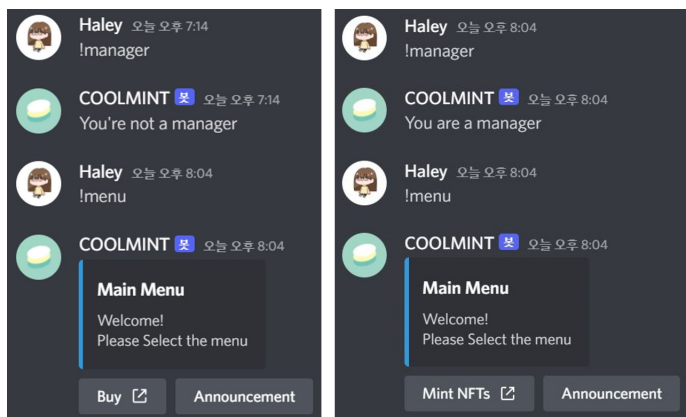 Haley 오늘 오후 7:14
!manager
COOLMINT 봇 오늘 오후 7:14
You're not a manager
Haley 오늘 오후 8:04
!menu
COOLMINT 봇 오늘 오후 8:04
Main Menu
Welcome!
Please Select the menu
Buy
Announcement
Haley 오늘 오후 8:04
!manager
COOLMINT 봇 오늘 오후 8:04
You are a manager
Haley 오늘 오후 8:04
!menu
COOLMINT 봇 오늘 오후 8:04
Main Menu
Welcome!
Please Select the menu
Mint NFTs
Announcement